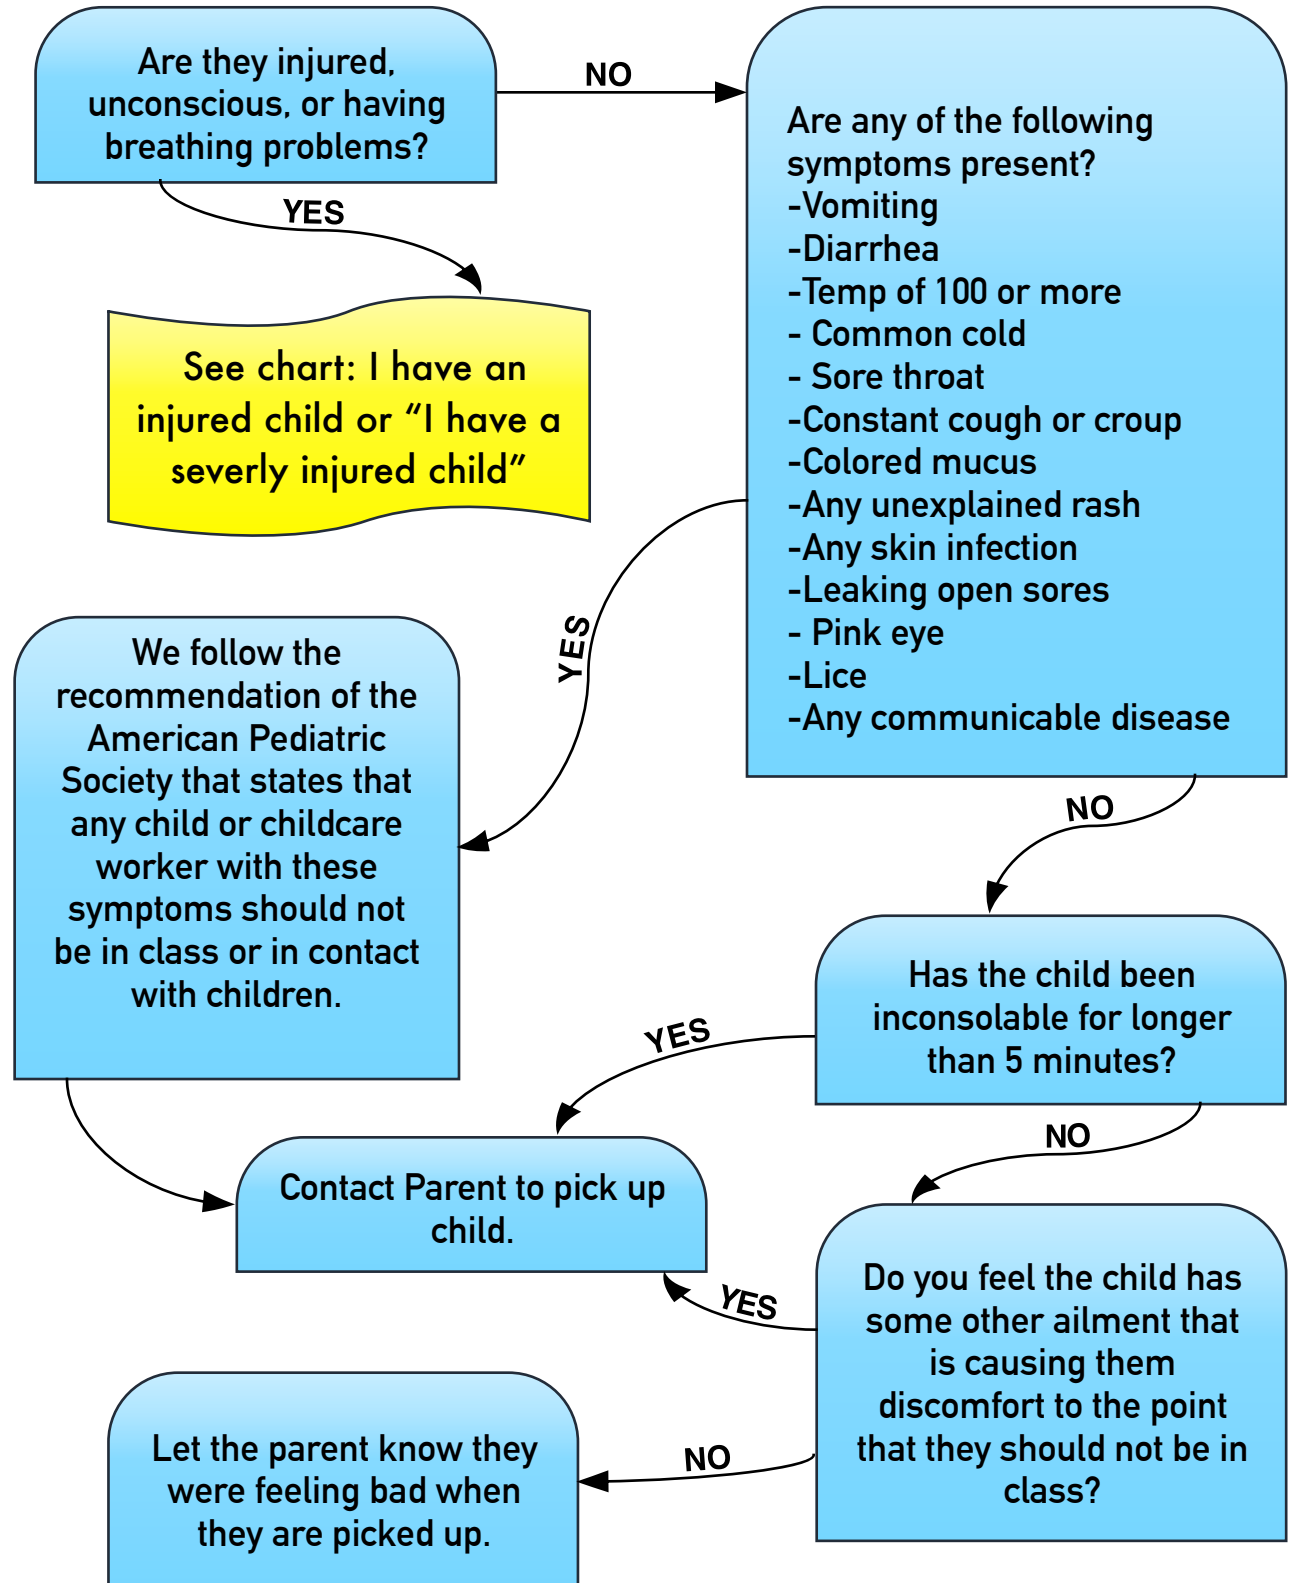 Are they injured,
unconscious, or having
breathing problems?
NO
YES
See chart: I have an
injured child or “I have a
severly injured child”
Are any of the following
symptoms present?
-Vomiting
-Diarrhea
-Temp of 100 or more
- Common cold
- Sore throat
-Constant cough or croup
-Colored mucus
-Any unexplained rash
-Any skin infection
-Leaking open sores
- Pink eye
-Lice
-Any communicable disease
YES
We follow the
recommendation of the
American Pediatric
Society that states that
any child or childcare
worker with these
symptoms should not
be in class or in contact
with children.
NO
Has the child been
inconsolable for longer
than 5 minutes?
YES
NO
Contact Parent to pick up
child.
Do you feel the child has
some other ailment that
is causing them
discomfort to the point
that they should not be in
class?
YES
NO
Let the parent know they
were feeling bad when
they are picked up.